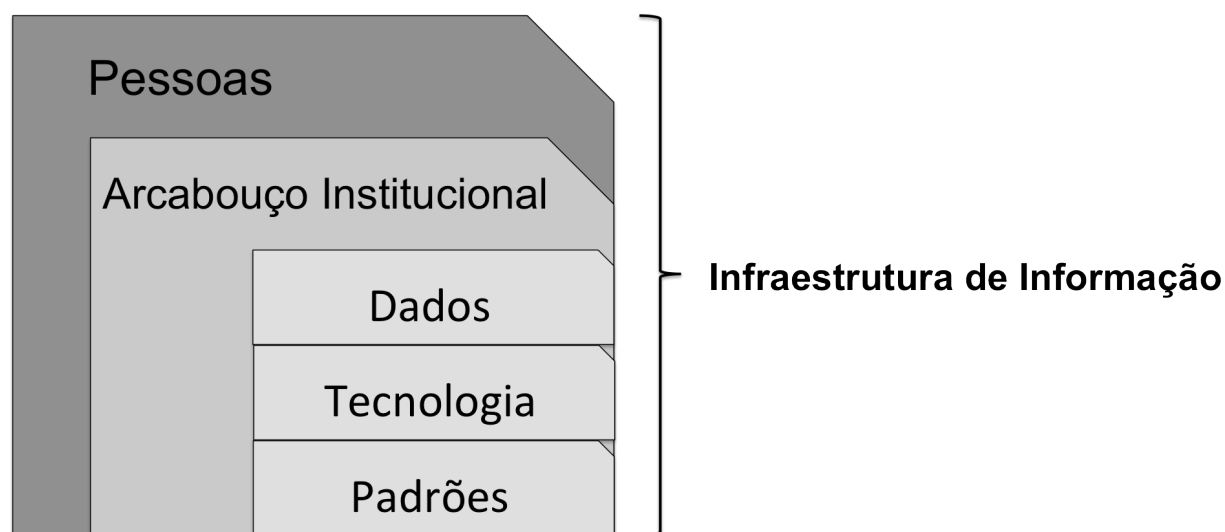 Pessoas
Arcabouço Institucional
Dados
Tecnologia
Padrões
Infraestrutura de Informação